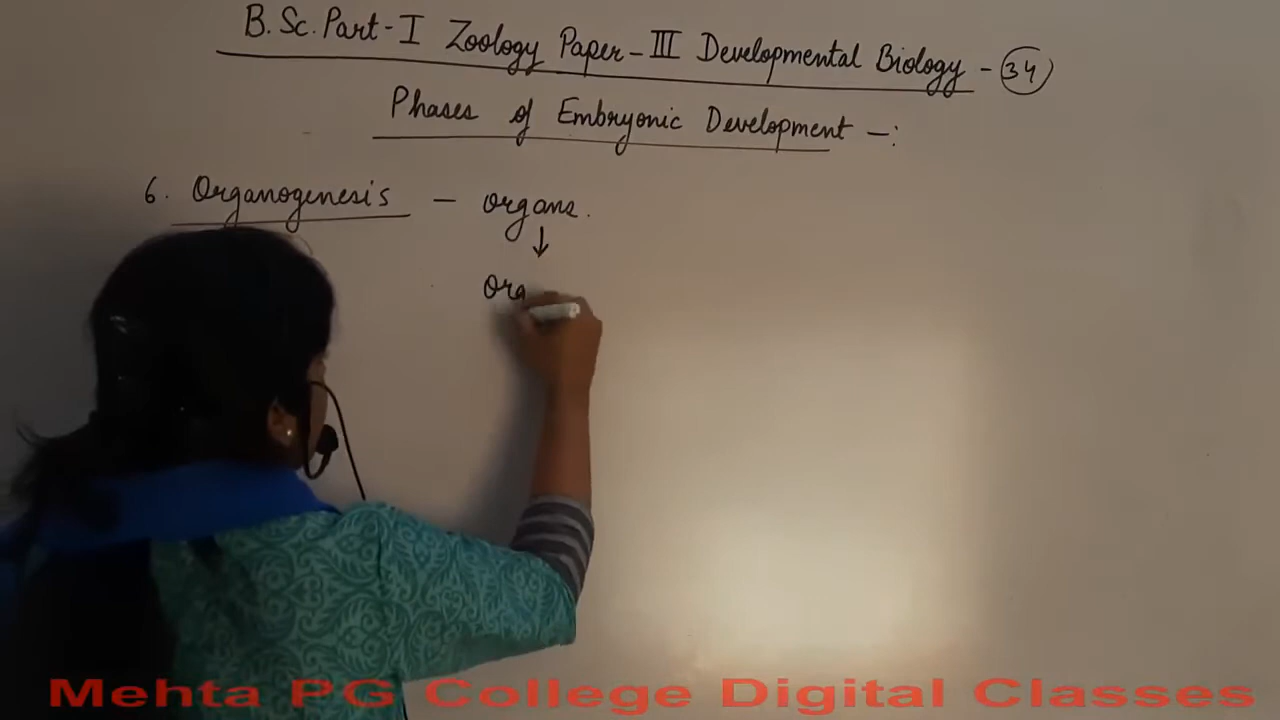 B.Sc. Part-I Zoology Paper-III Developmental Biology - 34
Phases of Embryonic Development -:
6. Organogenesis - organs.
↓
Mehta PG College Digital Classes